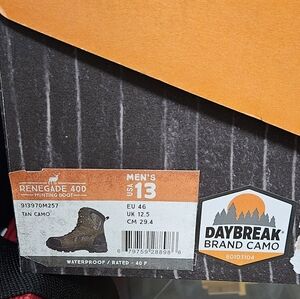 RENEGADE 400
HUNTING BOOT
913970M257
TAN CAMO
MEN'S
USA 13
EU 46
UK 12.5
CM 29.4
WATERPROOF / RATED -40 F
DAYBREAK
BRAND CAMO
60103104